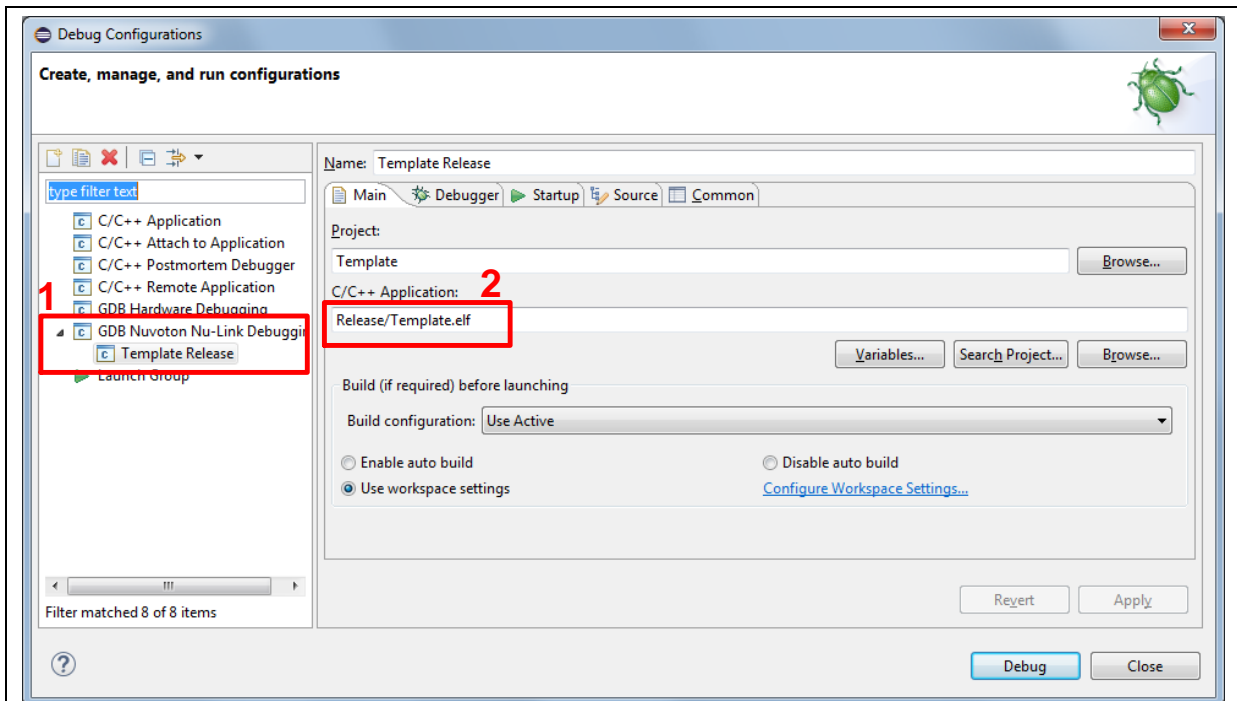 Debug Configurations
Create, manage, and run configurations
type filter text
C/C++ Application
C/C++ Attach to Application
C/C++ Postmortem Debugger
C/C++ Remote Application
1
GDB Hardware Debugging
GDB Nuvoton Nu-Link Debuggin
Template Release
Launch Group
Filter matched 8 of 8 items
Name: Template Release
Main Debugger Startup Source Common
Project:
Template Browse...
C/C++ Application: 2
Release/Template.elf
Variables... Search Project... Browse...
Build (if required) before launching
Build configuration: Use Active
Enable auto build Disable auto build
Use workspace settings Configure Workspace Settings...
Revert Apply
Debug Close